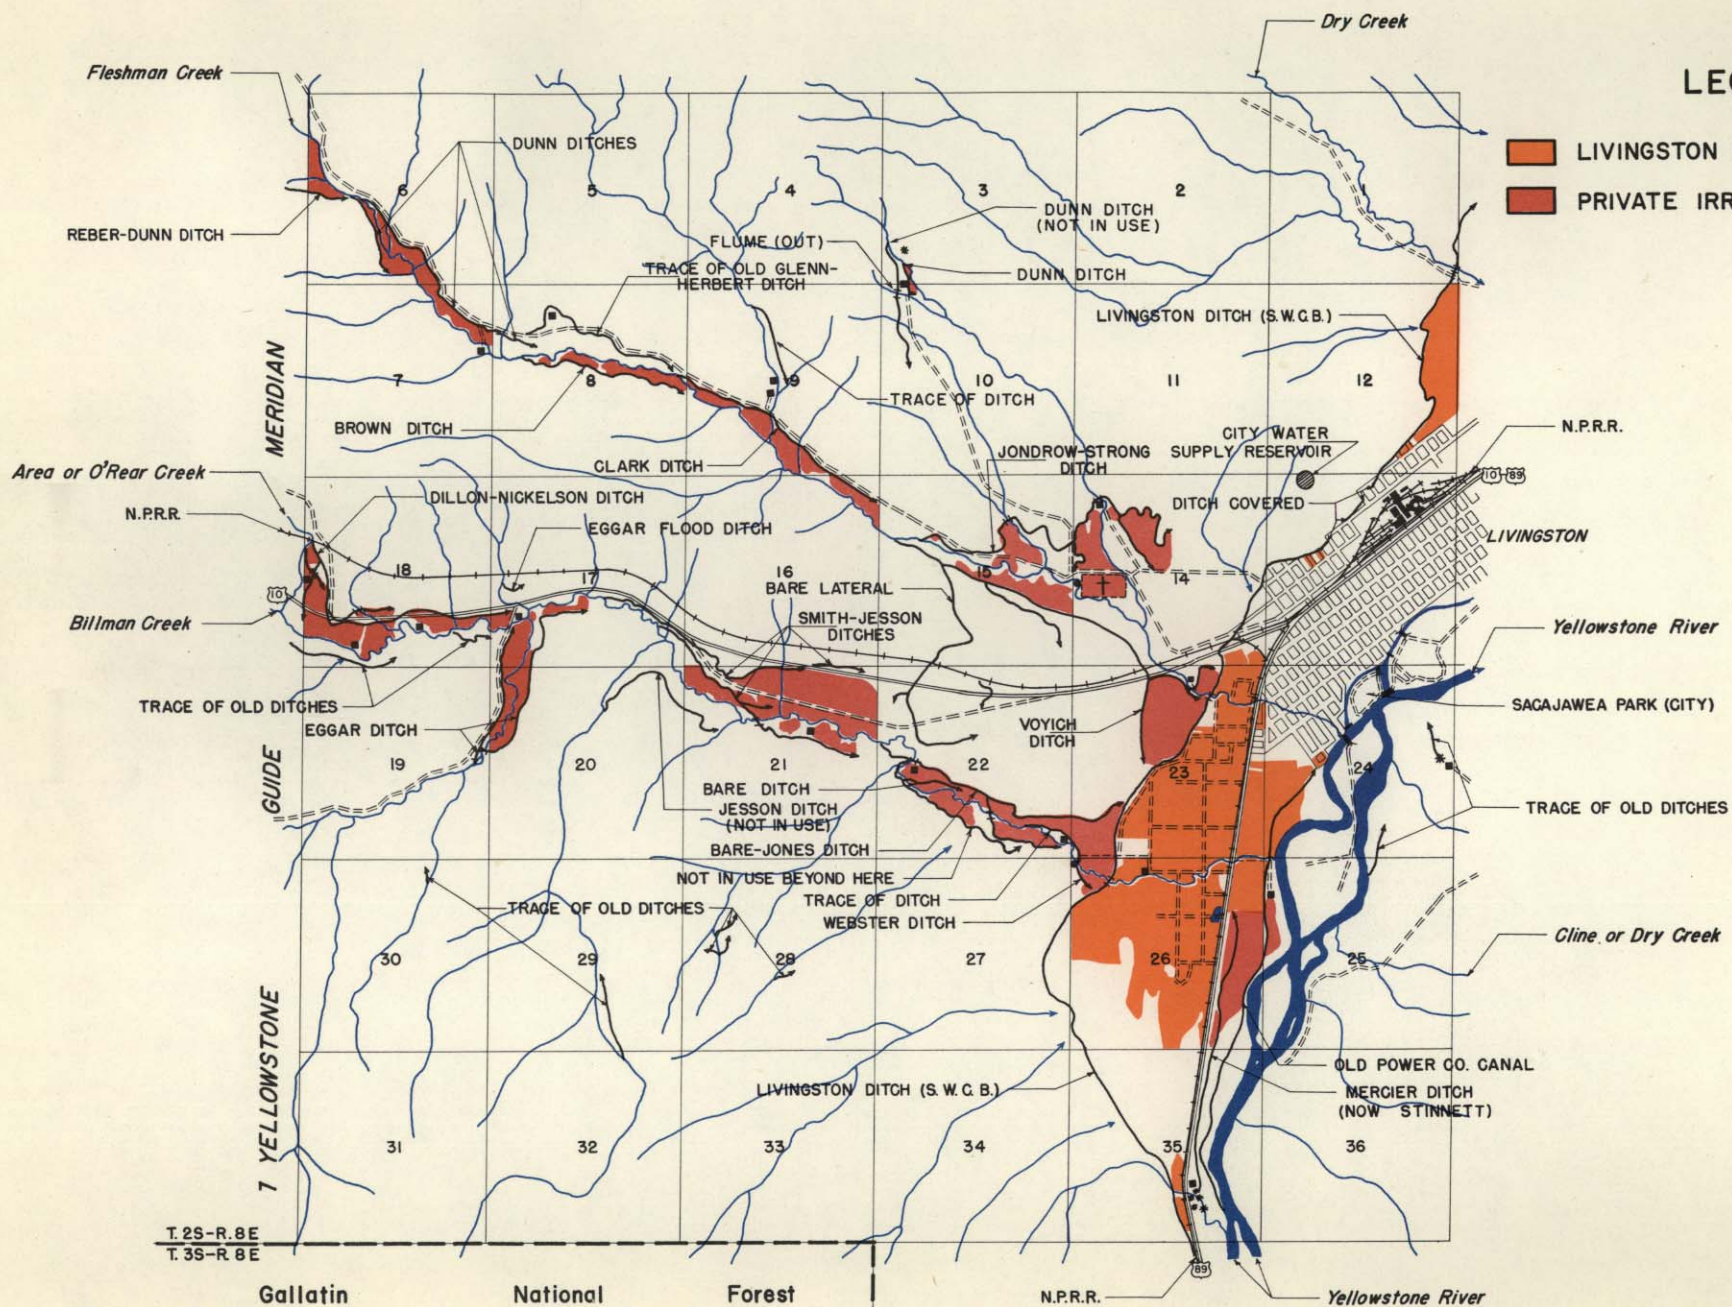 Dry Creek
Fleshman Creek
LEG
LIVINGSTON
PRIVATE IRR
DUNN DITCHES
6
5
4
3
2
1
REBER-DUNN DITCH
DUNN DITCH
(NOT IN USE)
FLUME (OUT)
TRACE OF OLD GLENN-
HERBERT DITCH
DUNN DITCH
LIVINGSTON DITCH (S.W.C.B.)
MERIDIAN
7
8
9
10
11
12
BROWN DITCH
TRACE OF DITCH
CLARK DITCH
JONDROW-STRONG
DITCH
CITY WATER
SUPPLY RESERVOIR
N.P.R.R.
Area or O'Rear Creek
N.P.R.R.
DILLON-NICKELSON DITCH
DITCH COVERED
10 89
EGGAR FLOOD DITCH
LIVINGSTON
18
17
16
15
14
10
BARE LATERAL
SMITH-JESSON
DITCHES
Billman Creek
Yellowstone River
TRACE OF OLD DITCHES
SACAJAWEA PARK (CITY)
EGGAR DITCH
VOYICH
DITCH
GUIDE
19
20
21
22
23
24
BARE DITCH
JESSON DITCH
(NOT IN USE)
TRACE OF OLD DITCHES
BARE-JONES DITCH
NOT IN USE BEYOND HERE
TRACE OF DITCH
TRACE OF OLD DITCHES
WEBSTER DITCH
Cline or Dry Creek
30
29
28
27
26
25
7 YELLOWSTONE
OLD POWER CO. CANAL
LIVINGSTON DITCH (S.W.C.B.)
MERCIER DITCH
(NOW STINNETT)
31
32
33
34
35
36
T. 2S-R. 8E
T. 3S-R. 8E
89
Gallatin National Forest
N.P.R.R.
Yellowstone River